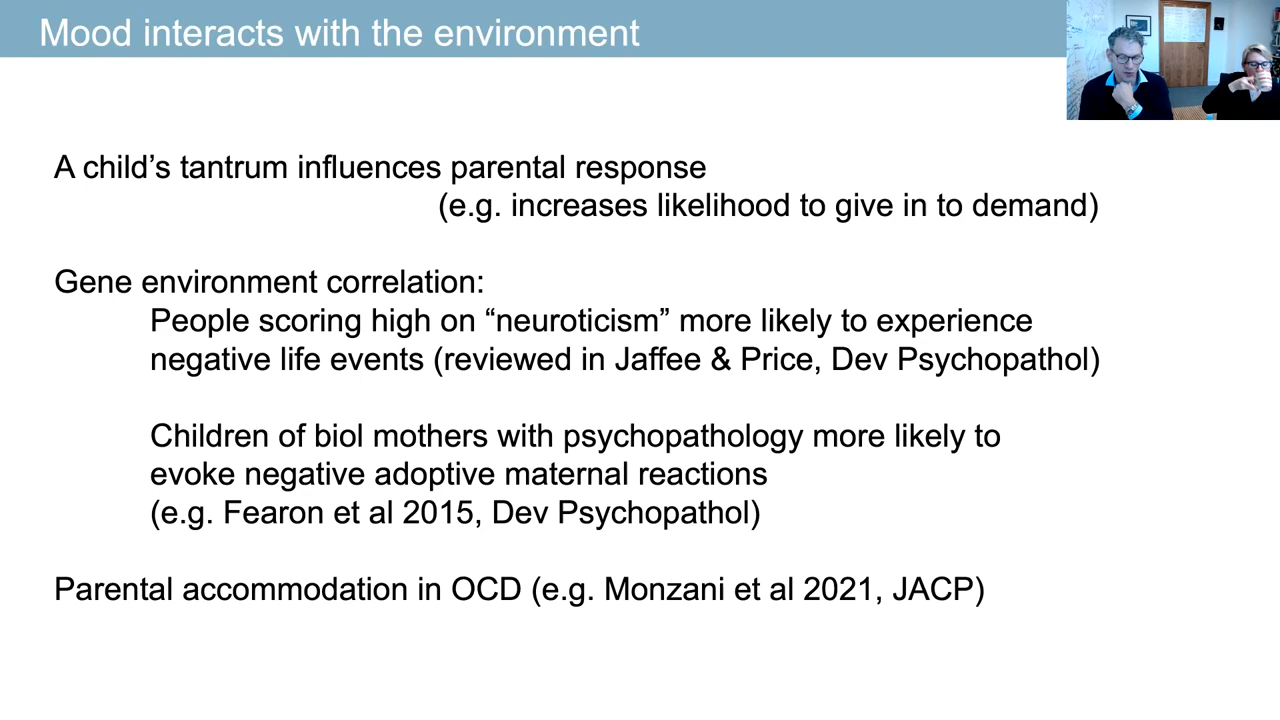 Mood interacts with the environment
A child’s tantrum influences parental response
(e.g. increases likelihood to give in to demand)
Gene environment correlation:
People scoring high on “neuroticism” more likely to experience
negative life events (reviewed in Jaffee & Price, Dev Psychopathol)
Children of biol mothers with psychopathology more likely to
evoke negative adoptive maternal reactions
(e.g. Fearon et al 2015, Dev Psychopathol)
Parental accommodation in OCD (e.g. Monzani et al 2021, JACP)